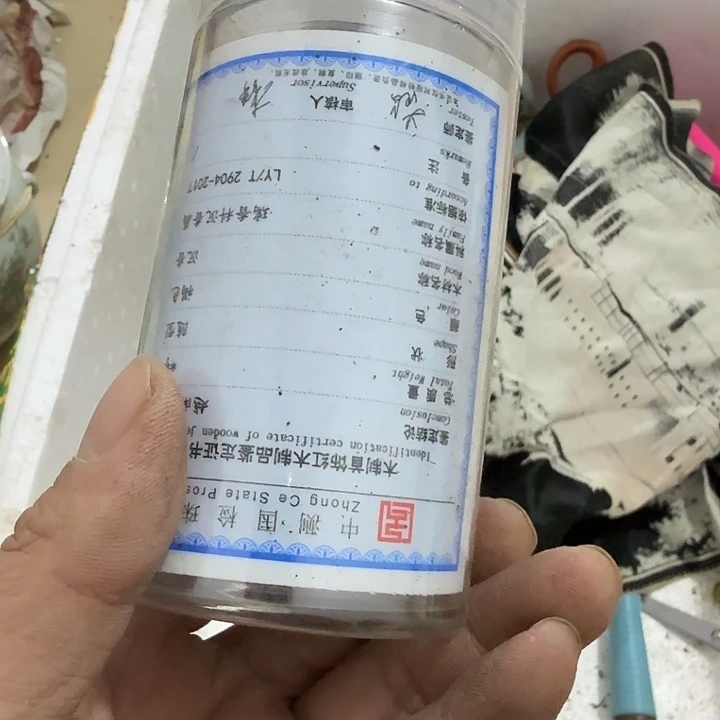 中测·国检 珠
Zhong Ce State Pros
木制首饰红木制品鉴定证书
Identification certificate of wooden je
鉴定结论
Conclusion
总质量
Total Weight
形 状
Shape
颜 色 褐色
Color
木材名称 沉香
Wood name
科属名称 瑞香科沉香属
Family name
依据标准 LY/T 2904-2017
According to
备 注 /
Remarks
鉴定师 审核人
Tester Supervisor